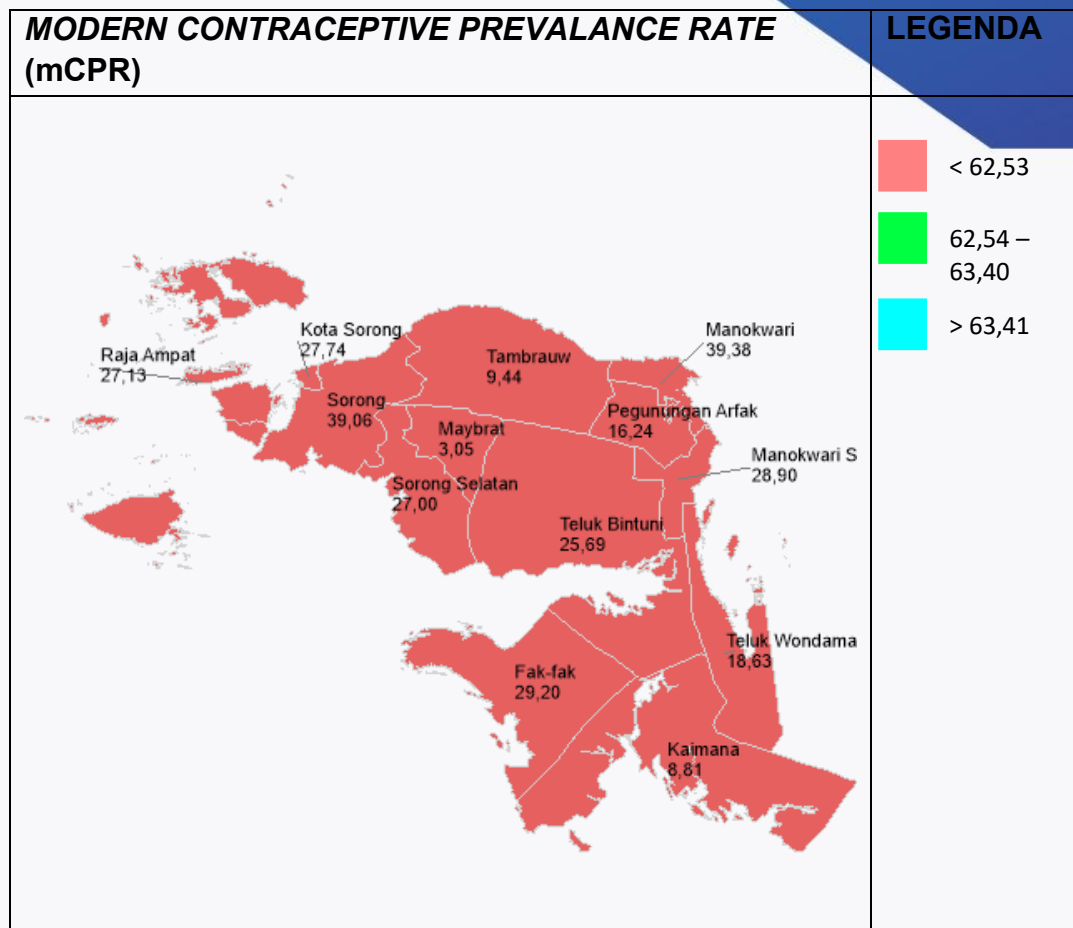 MODERN CONTRACEPTIVE PREVALANCE RATE
(mCPR)
LEGENDA
< 62,53
62,54 –
63,40
> 63,41
Kota Sorong
27,74
Manokwari
39,38
Raja Ampat
27,13
Tambrauw
9,44
Sorong
39,06
Pegunungan Arfak
16,24
Maybrat
3,05
Manokwari S
28,90
Sorong Selatan
27,00
Teluk Bintuni
25,69
Teluk Wondama
18,63
Fak-fak
29,20
Kaimana
8,81